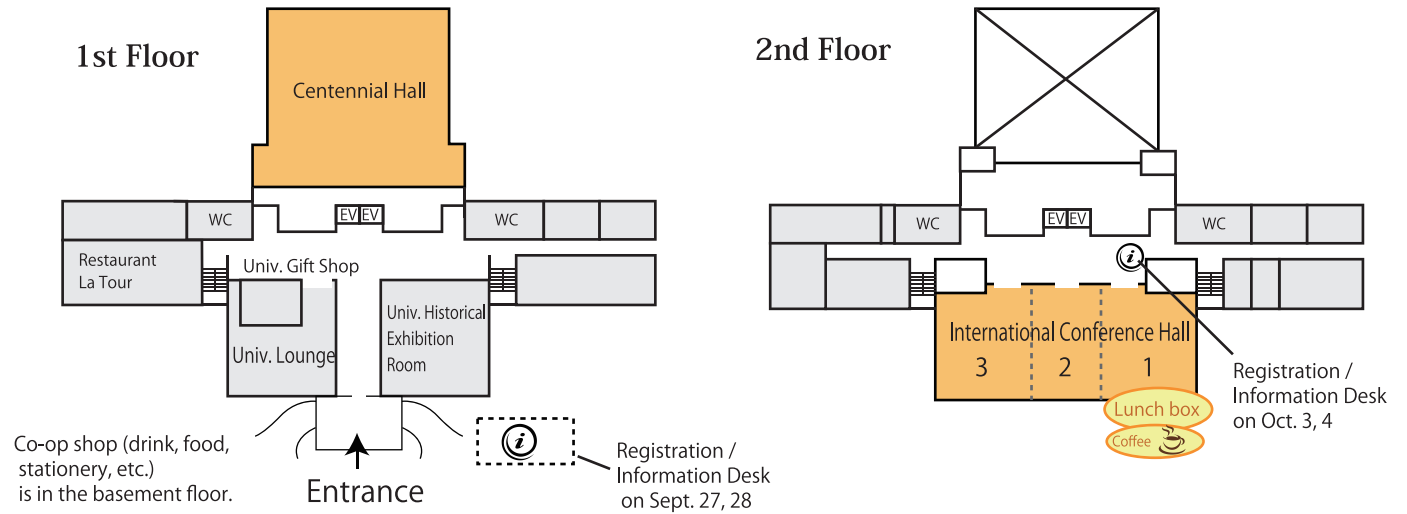 1st Floor
Centennial Hall
WC
EV EV
WC
Restaurant
La Tour
Univ. Gift Shop
Univ. Lounge
Univ. Historical
Exhibition
Room
Co-op shop (drink, food,
stationery, etc.)
is in the basement floor.
Entrance
i
Registration /
Information Desk
on Sept. 27, 28
2nd Floor
WC
EV EV
WC
i
International Conference Hall
3 2 1
Lunch box
Coffee
Registration /
Information Desk
on Oct. 3, 4